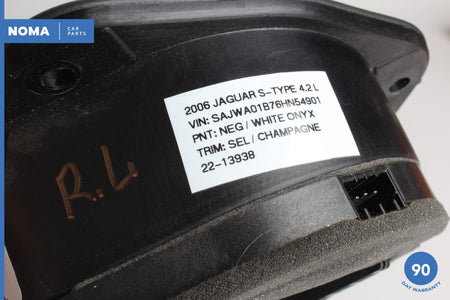 NOMA
CAR
PARTS
2006 JAGUAR S-TYPE 4.2 L
VIN: SAJWA01B76HN54901
PNT: NEG / WHITE ONYX
TRIM: SEL / CHAMPAGNE
22-13938
R.L
90
DAY WARRANTY